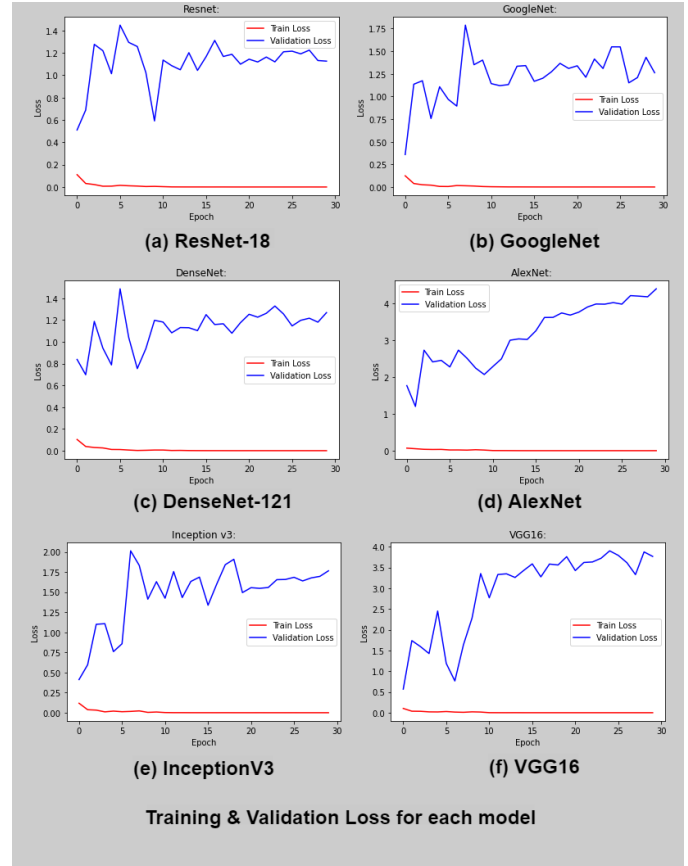 Resnet:
Loss
1.4
1.2
1.0
0.8
0.6
0.4
0.2
0.0
Train Loss
Validation Loss
0 5 10 15 20 25 30
Epoch
(a) ResNet-18
GoogleNet:
Loss
1.75
1.50
1.25
1.00
0.75
0.50
0.25
0.00
Train Loss
Validation Loss
0 5 10 15 20 25 30
Epoch
(b) GoogleNet
DenseNet:
Loss
1.4
1.2
1.0
0.8
0.6
0.4
0.2
0.0
Train Loss
Validation Loss
0 5 10 15 20 25 30
Epoch
(c) DenseNet-121
AlexNet:
Loss
4
3
2
1
0
Train Loss
Validation Loss
0 5 10 15 20 25 30
Epoch
(d) AlexNet
Inception v3:
Loss
2.00
1.75
1.50
1.25
1.00
0.75
0.50
0.25
0.00
Train Loss
Validation Loss
0 5 10 15 20 25 30
Epoch
(e) InceptionV3
VGG16:
Loss
4.0
3.5
3.0
2.5
2.0
1.5
1.0
0.5
0.0
Train Loss
Validation Loss
0 5 10 15 20 25 30
Epoch
(f) VGG16
Training & Validation Loss for each model